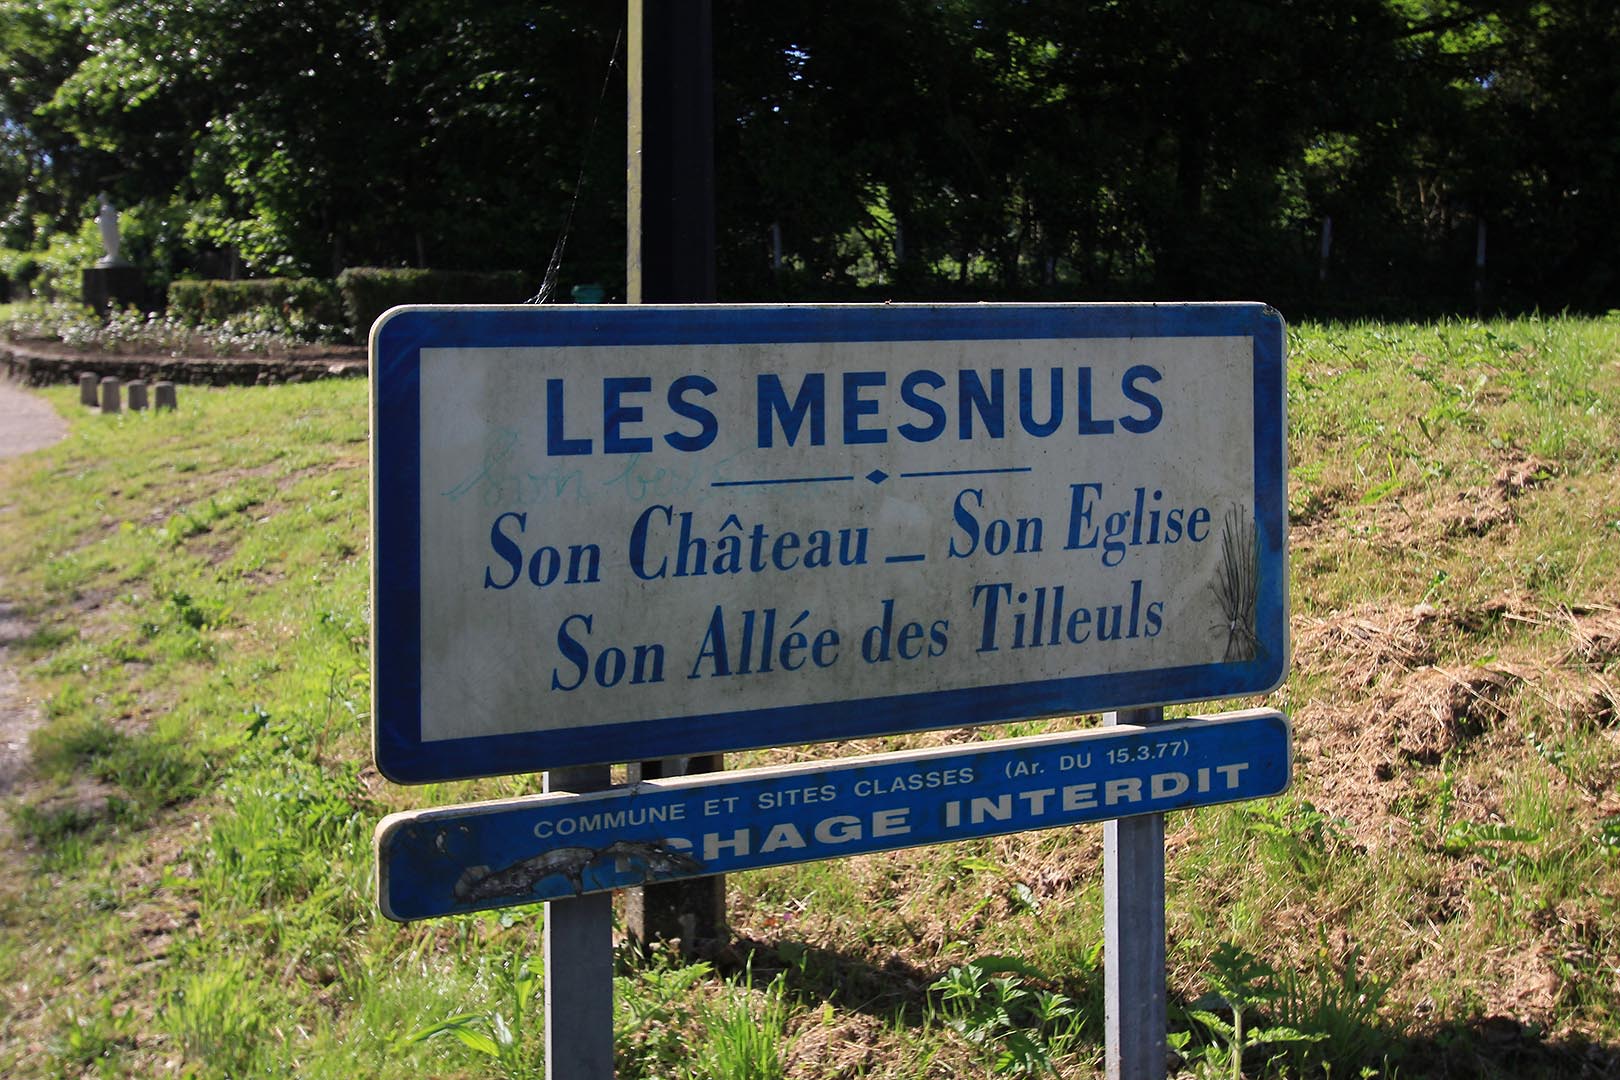 LES MESNULS
Son
Son Château - Son Eglise
Son Allée des Tilleuls
COMMUNE ET SITES CLASSES (Ar. DU 15.3.77)
INTERDIT